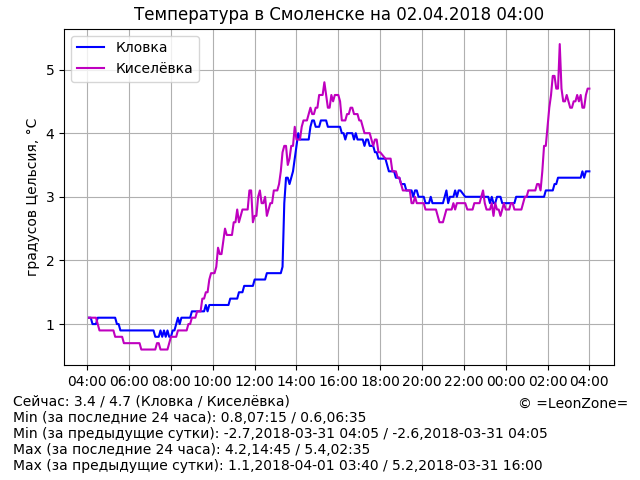 Температура в Смоленске на 02.04.2018 04:00
Кловка
Киселёвка
градусов Цельсия, °C
5
4
3
2
1
04:00 06:00 08:00 10:00 12:00 14:00 16:00 18:00 20:00 22:00 00:00 02:00 04:00
Сейчас: 3.4 / 4.7 (Кловка / Киселёвка)
© =LeonZone=
Min (за последние 24 часа): 0.8,07:15 / 0.6,06:35
Min (за предыдущие сутки): -2.7,2018-03-31 04:05 / -2.6,2018-03-31 04:05
Max (за последние 24 часа): 4.2,14:45 / 5.4,02:35
Max (за предыдущие сутки): 1.1,2018-04-01 03:40 / 5.2,2018-03-31 16:00